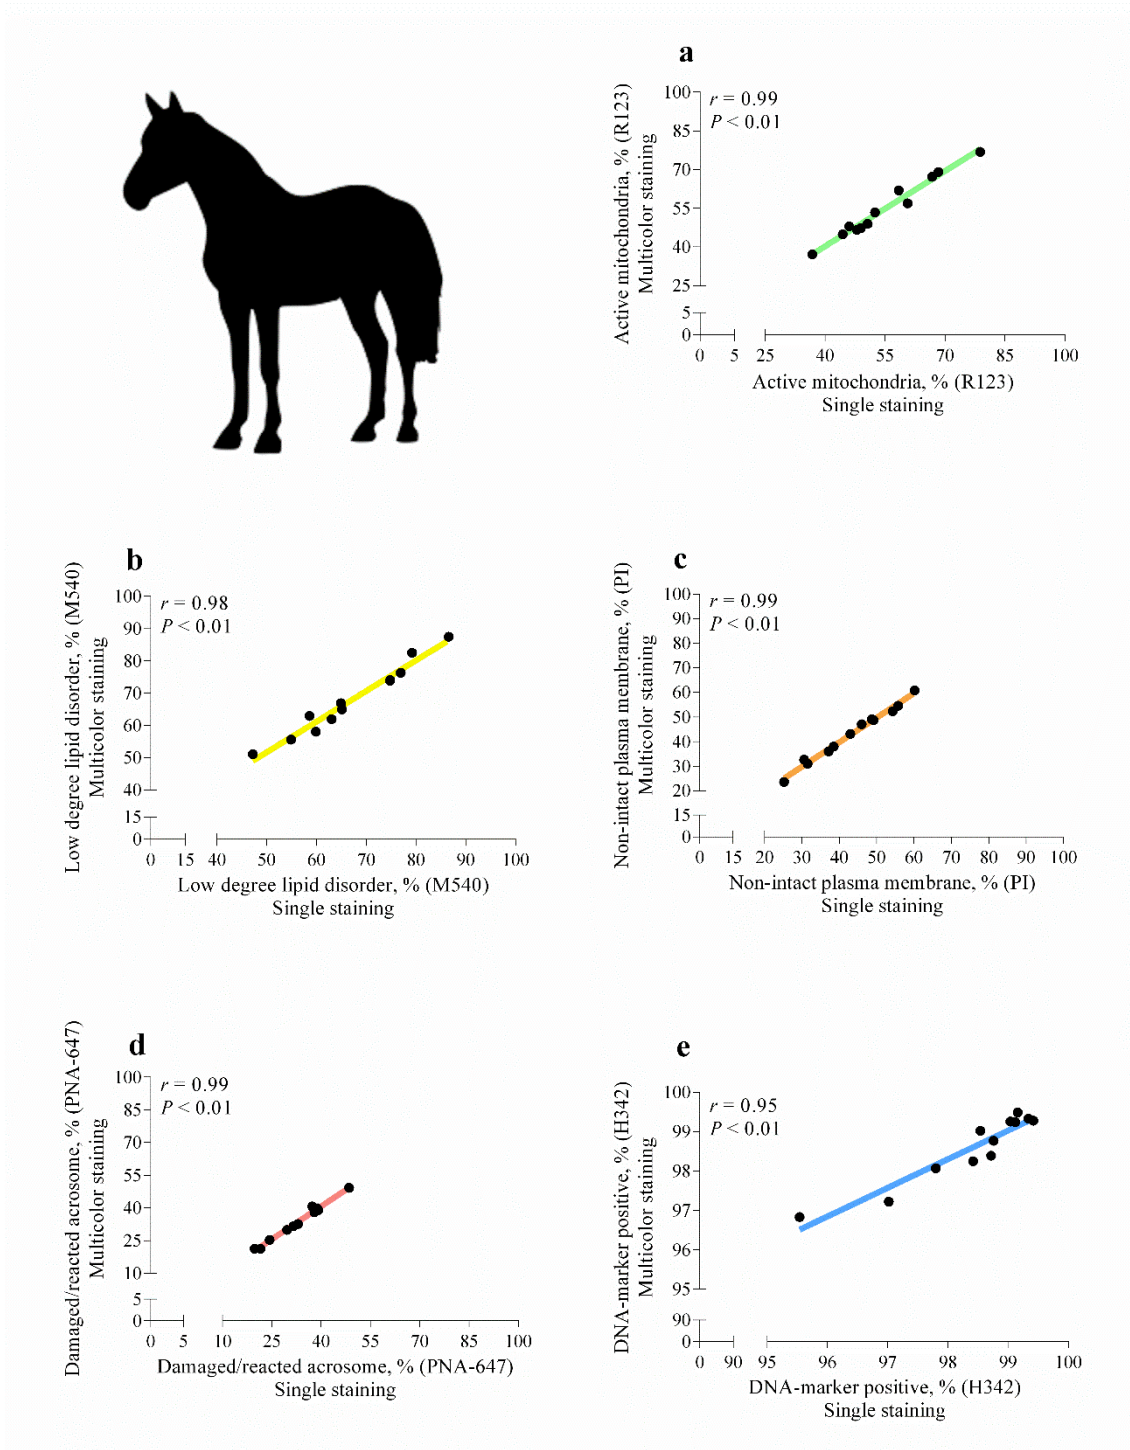 a
Active mitochondria, % (R123)
Multicolor staining
r = 0.99
P < 0.01
100
85
70
55
40
25
5
0
0 5 25 40 55 70 85 100
Active mitochondria, % (R123)
Single staining
b
Low degree lipid disorder, % (M540)
Multicolor staining
r = 0.98
P < 0.01
100
90
80
70
60
50
40
15
0
0 15 40 50 60 70 80 90 100
Low degree lipid disorder, % (M540)
Single staining
c
Non-intact plasma membrane, % (PI)
Multicolor staining
r = 0.99
P < 0.01
100
90
80
70
60
50
40
30
20
15
0
0 15 20 30 40 50 60 70 80 90 100
Non-intact plasma membrane, % (PI)
Single staining
d
Damaged/reacted acrosome, % (PNA-647)
Multicolor staining
r = 0.99
P < 0.01
100
85
70
55
40
25
10
5
0
0 5 10 25 40 55 70 85 100
Damaged/reacted acrosome, % (PNA-647)
Single staining
e
DNA-marker positive, % (H342)
Multicolor staining
r = 0.95
P < 0.01
100
99
98
97
96
95
90
0
0 90 95 96 97 98 99 100
DNA-marker positive, % (H342)
Single staining